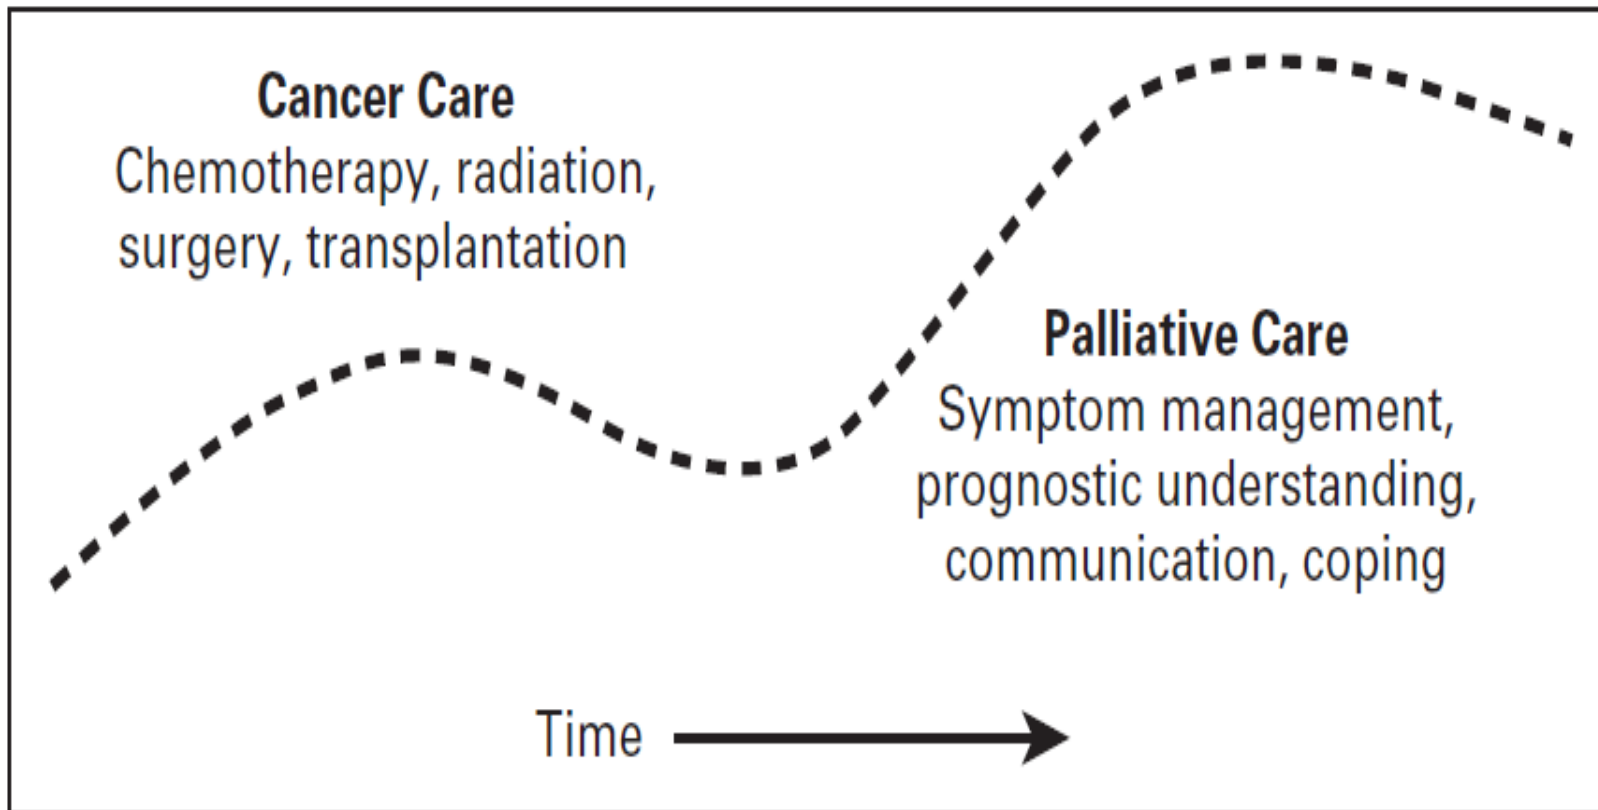 Cancer Care
Chemotherapy, radiation,
surgery, transplantation
Palliative Care
Symptom management,
prognostic understanding,
communication, coping
Time